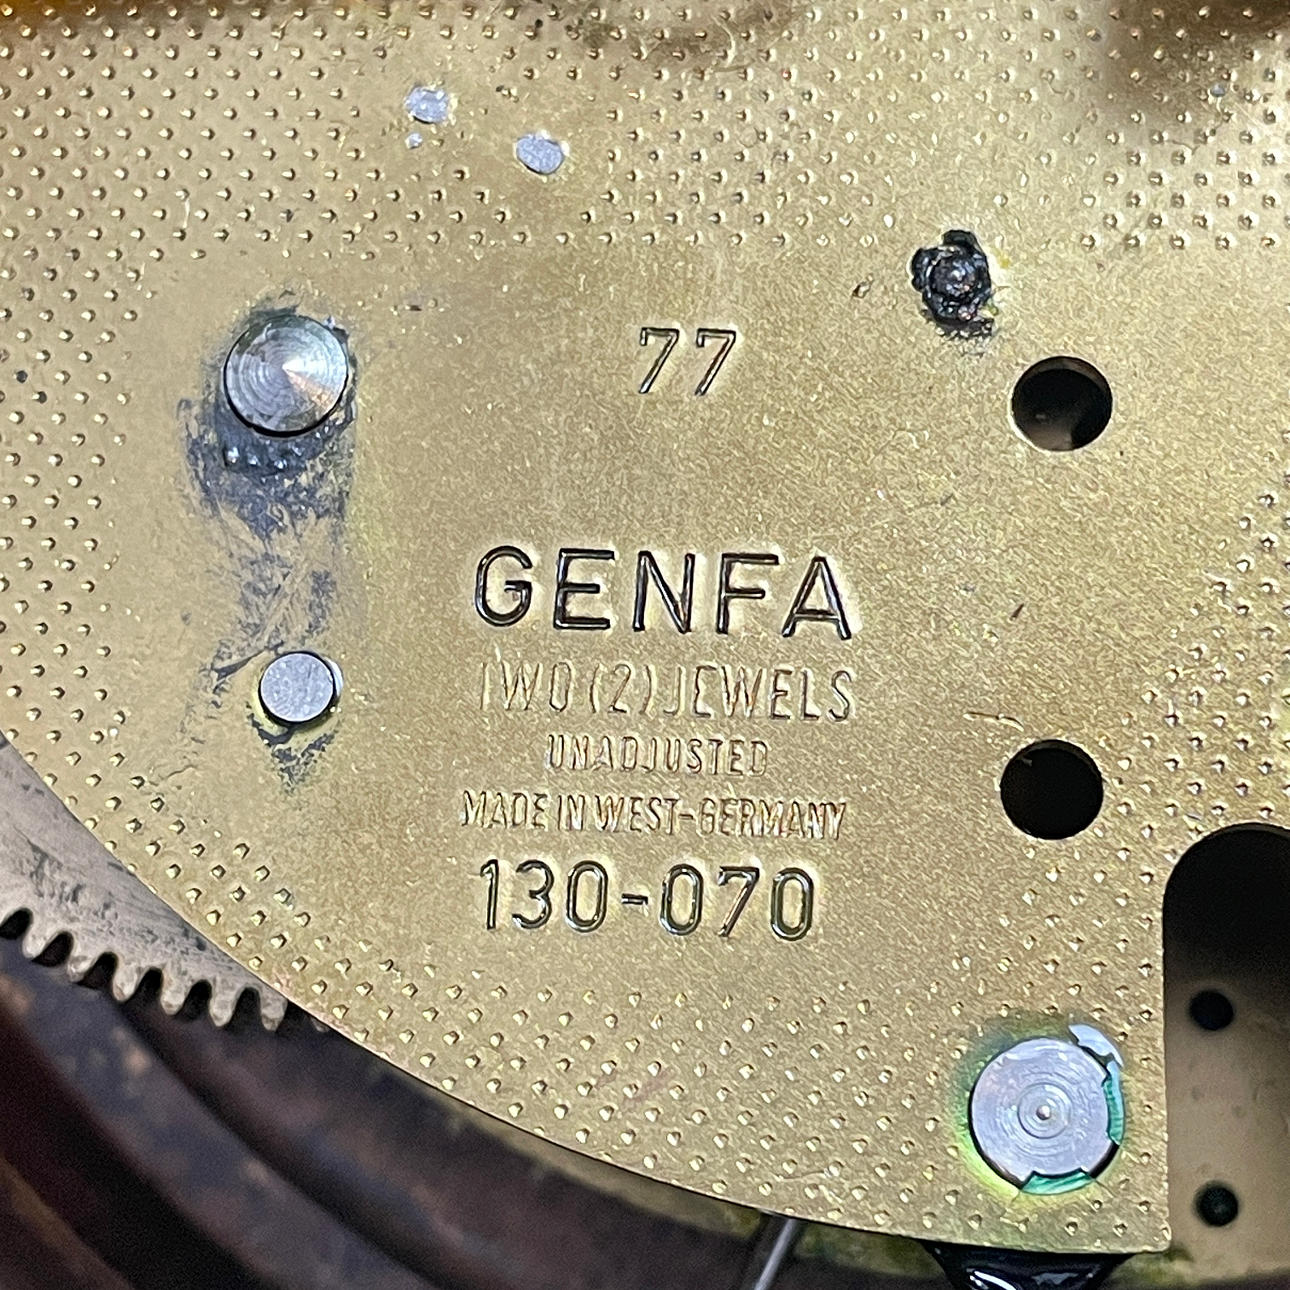 77
GENFA
TWO (2) JEWELS
UNADJUSTED
MADE IN WEST-GERMANY
130-070